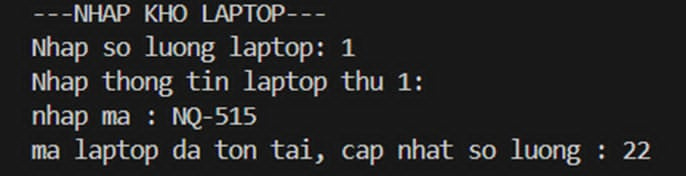 ---NHAP KHO LAPTOP---
Nhap so luong laptop: 1
Nhap thong tin laptop thu 1:
nhap ma : NQ-515
ma laptop da ton tai, cap nhat so luong : 22